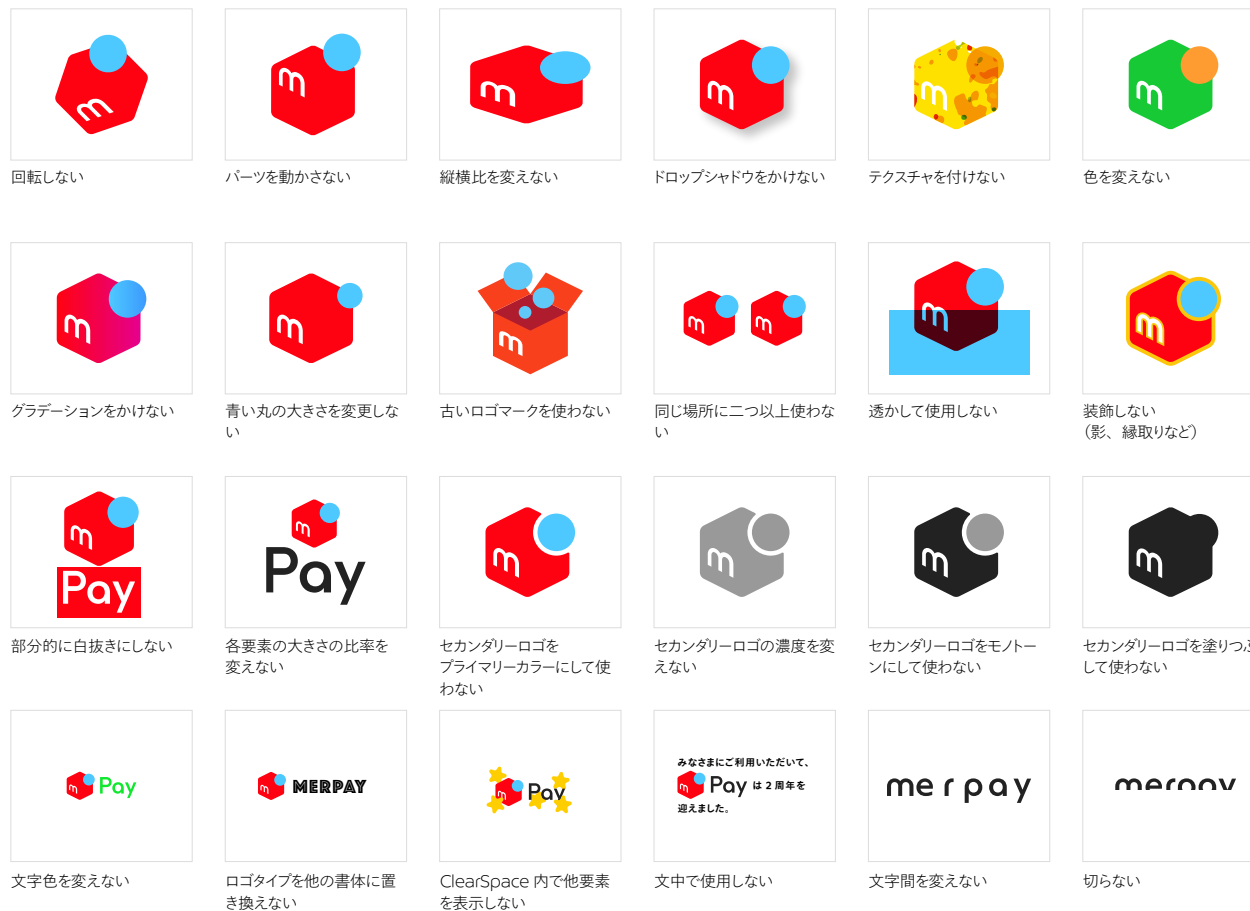 m
m
m
m
m
m
回転しない
パーツを動かさない
縦横比を変えない
ドロップシャドウをかけない
テクスチャを付けない
色を変えない
m
m
m
m
m
m
m
グラデーションをかけない
青い丸の大きさを変更しな
い
古いロゴマークを使わない
同じ場所に二つ以上使わな
い
透かして使用しない
装飾しない
（影、縁取りなど）
m
Pay
m
Pay
m
m
m
m
部分的に白抜きにしない
各要素の大きさの比率を
変えない
セカンダリーロゴを
プライマリーカラーにして使
わない
セカンダリーロゴの濃度を変
えない
セカンダリーロゴをモノトー
ンにして使わない
セカンダリーロゴを塗りつぶ
して使わない
m Pay
m MERPAY
m Pay
みなさまにご利用いただいて、
m Pay は2周年を
迎えました。
merpay
merpay
文字色を変えない
ロゴタイプを他の書体に置
き換えない
ClearSpace 内で他要素
を表示しない
文中で使用しない
文字間を変えない
切らない